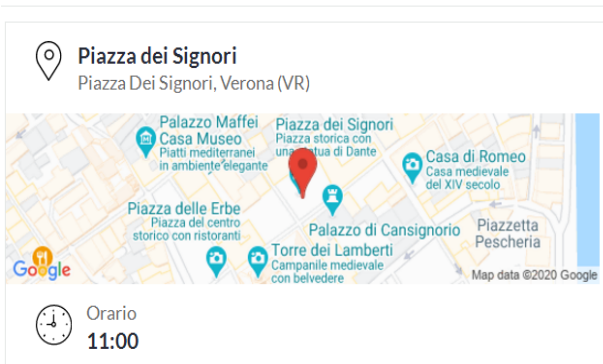 Piazza dei Signori
Piazza Dei Signori, Verona (VR)
Palazzo Maffei
Casa Museo
Piatti mediterranei
in ambiente elegante
Piazza dei Signori
Piazza storica con
una statua di Dante
Casa di Romeo
Casa medievale
del XIV secolo
Piazza delle Erbe
Piazza del centro
storico con ristoranti
Palazzo di Cansignorio
Piazzetta
Pescheria
Torre dei Lamberti
Campanile medievale
con belvedere
Google
Map data ©2020 Google
Orario
11:00